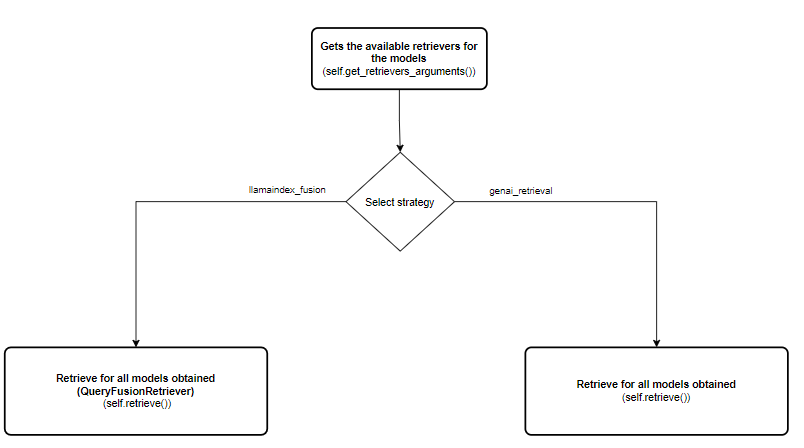 Gets the available retrievers for
the models
(self.get_retrievers_arguments())
llamaindex_fusion
genai_retrieval
Select strategy
Retrieve for all models obtained
(QueryFusionRetriever)
(self.retrieve())
Retrieve for all models obtained
(self.retrieve())